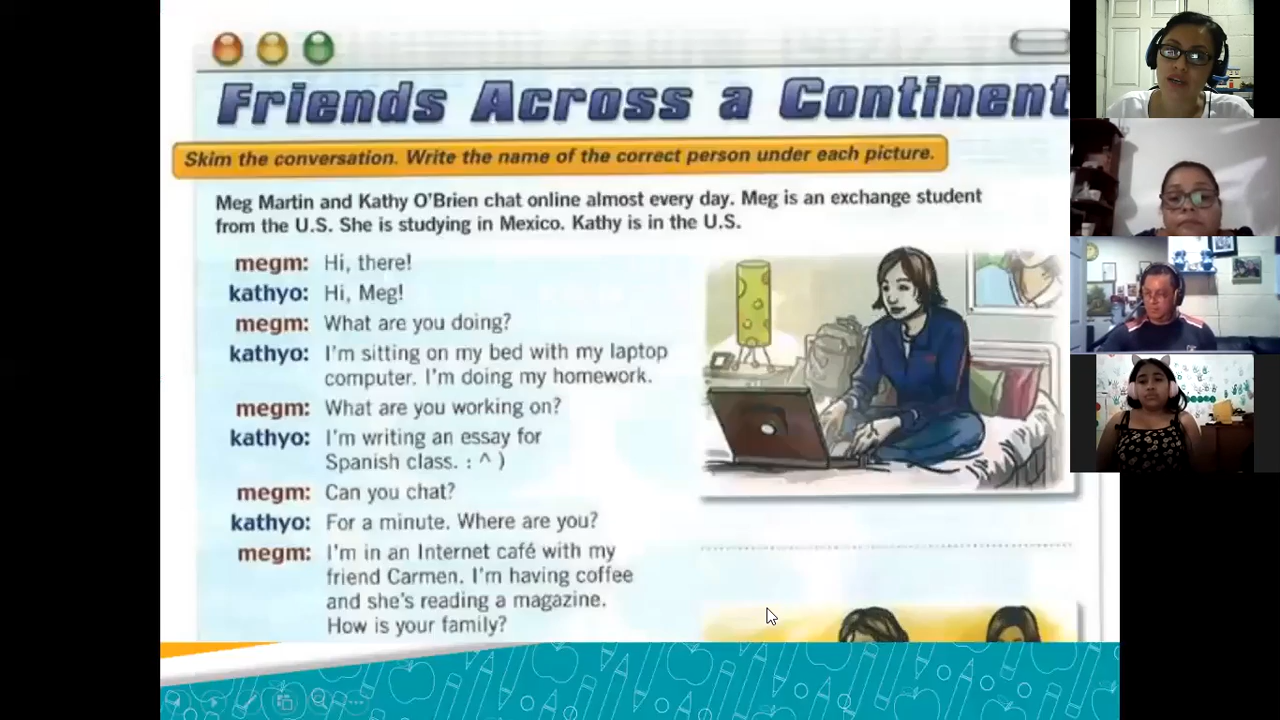 Friends Across a Continent
Skim the conversation. Write the name of the correct person under each picture.
Meg Martin and Kathy O'Brien chat online almost every day. Meg is an exchange student
from the U.S. She is studying in Mexico. Kathy is in the U.S.
megm: Hi, there!
kathyo: Hi, Meg!
megm: What are you doing?
kathyo: I'm sitting on my bed with my laptop
computer. I'm doing my homework.
megm: What are you working on?
kathyo: I'm writing an essay for
Spanish class. : ^ )
megm: Can you chat?
kathyo: For a minute. Where are you?
megm: I'm in an Internet café with my
friend Carmen. I'm having coffee
and she's reading a magazine.
How is your family?